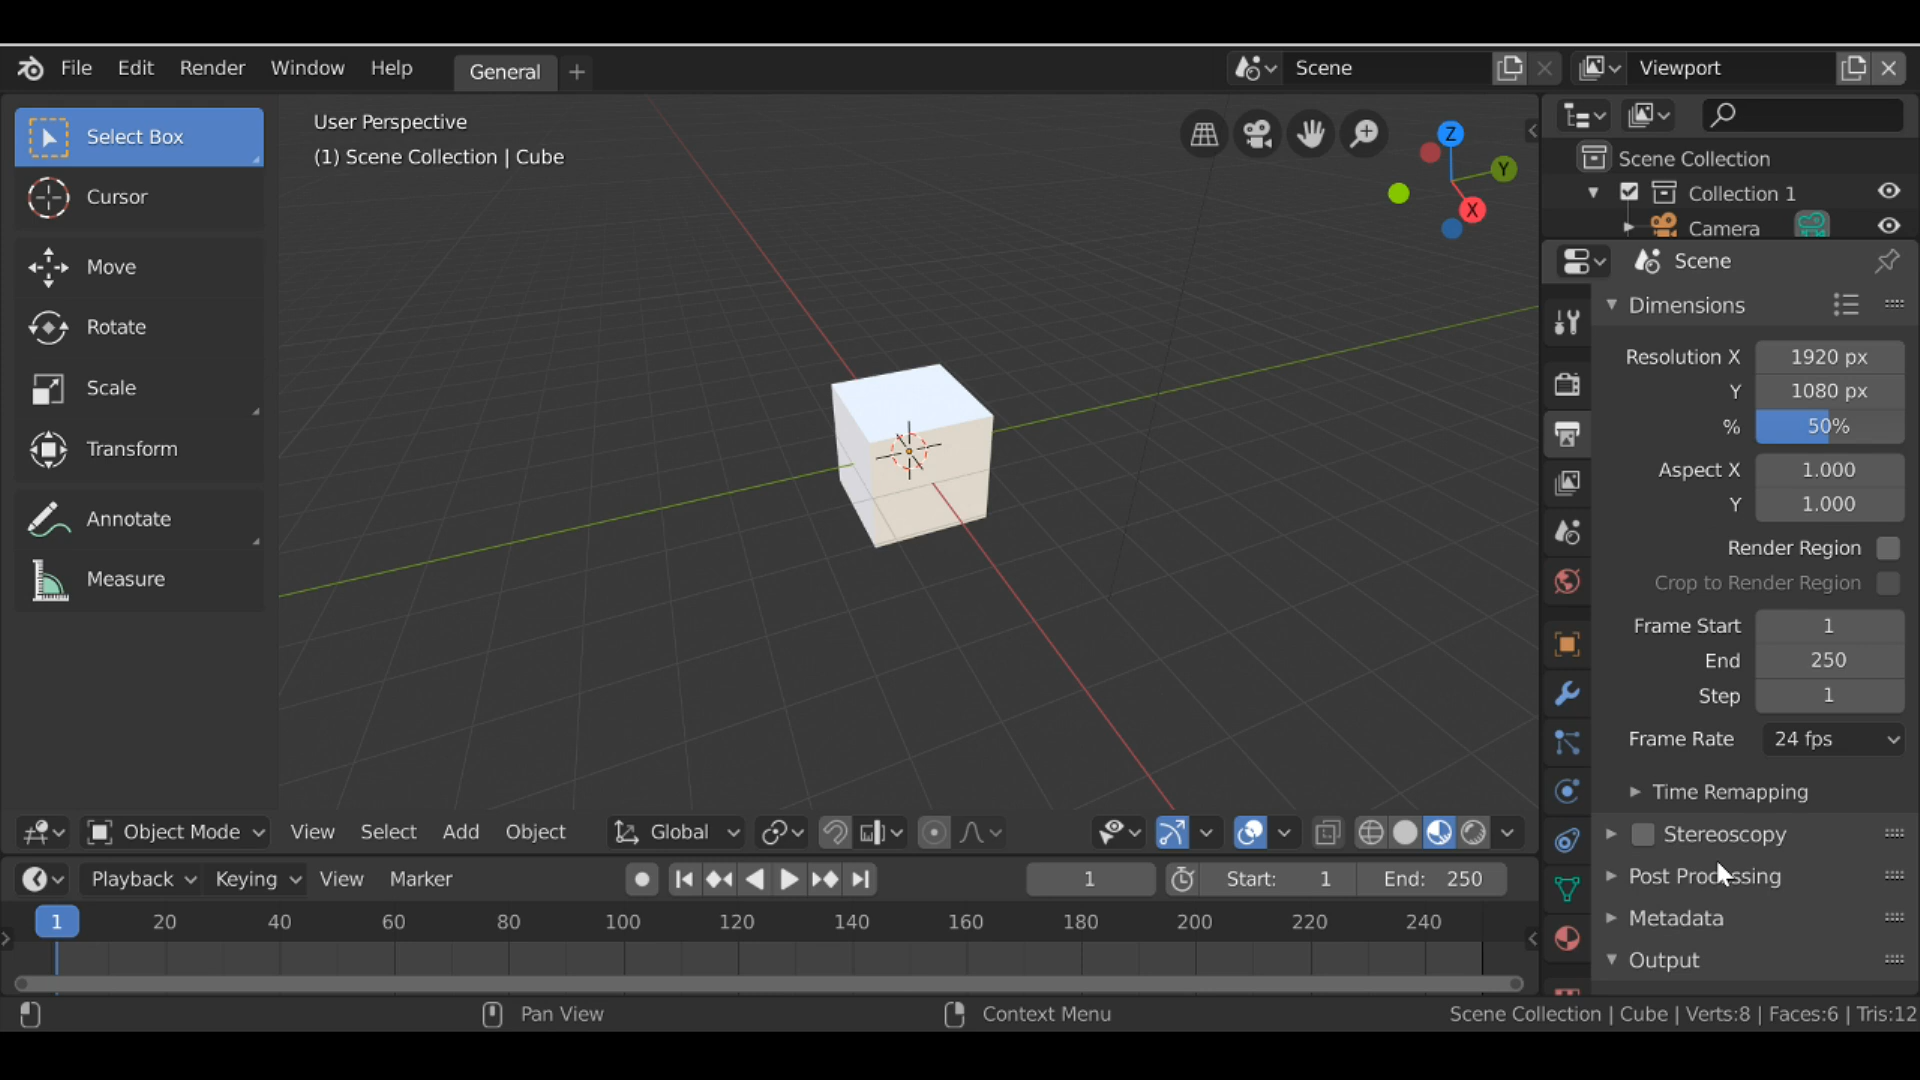 File Edit Render Window Help General + Scene Viewport
Select Box
Cursor
Move
Rotate
Scale
Transform
Annotate
Measure
User Perspective
(1) Scene Collection | Cube
Z
Y
X
Scene Collection
Collection 1
Camera
Scene
Dimensions
Resolution X 1920 px
Y 1080 px
% 50%
Aspect X 1.000
Y 1.000
Render Region
Crop to Render Region
Frame Start 1
End 250
Step 1
Frame Rate 24 fps
Time Remapping
Stereoscopy
Post Processing
Metadata
Output
Object Mode View Select Add Object Global
Playback Keying View Marker 1 Start: 1 End: 250
1 20 40 60 80 100 120 140 160 180 200 220 240
Pan View Context Menu Scene Collection | Cube | Verts:8 | Faces:6 | Tris:12